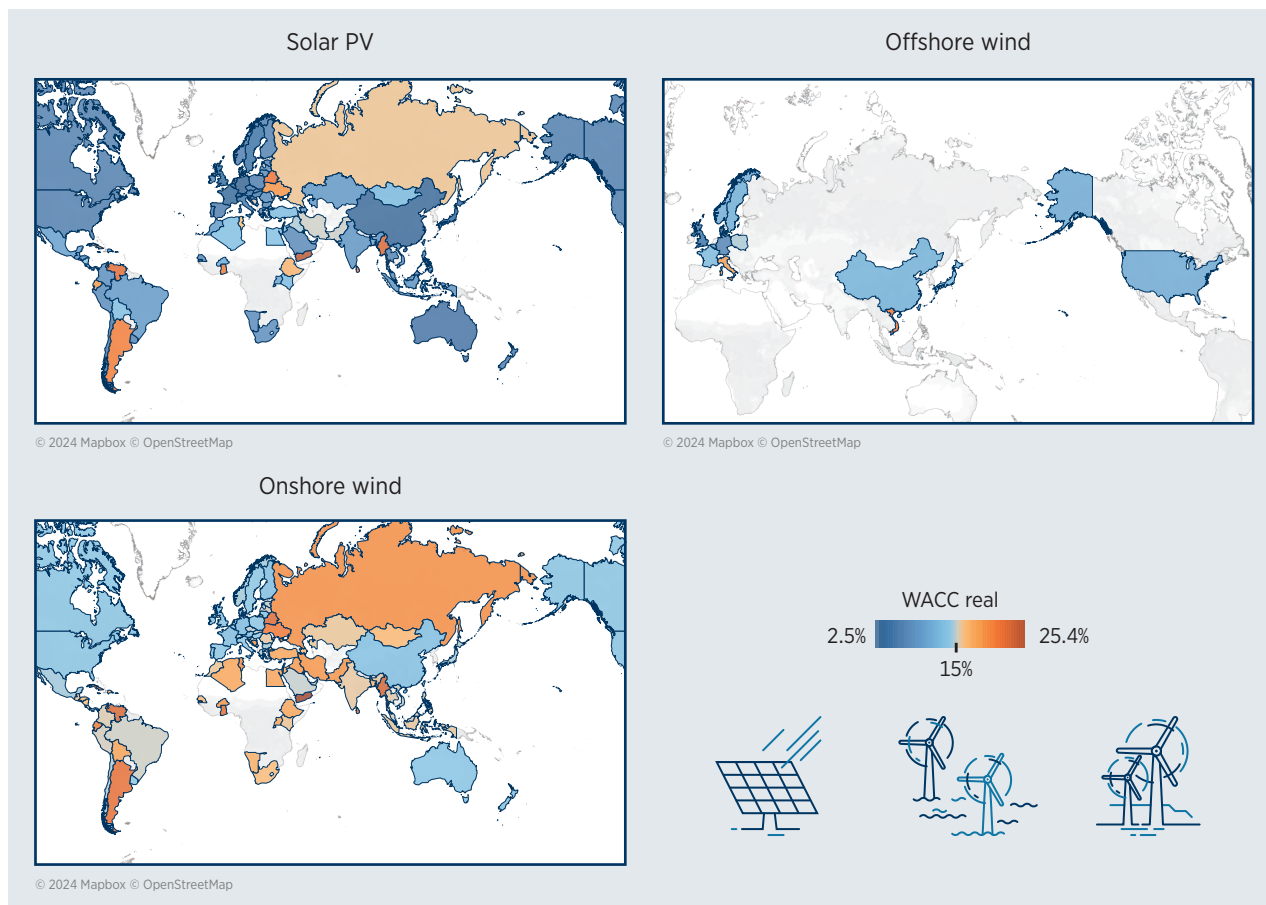 Solar PV
Offshore wind
© 2024 Mapbox © OpenStreetMap
© 2024 Mapbox © OpenStreetMap
Onshore wind
WACC real
2.5%
25.4%
15%
© 2024 Mapbox © OpenStreetMap